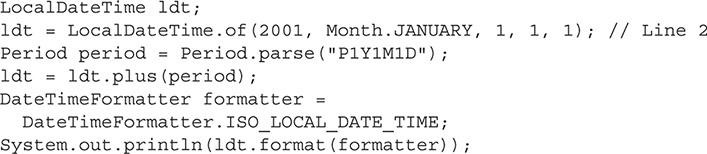 LocalDateTime ldt;
ldt = LocalDateTime.of(2001, Month.JANUARY, 1, 1, 1); // Line 2
Period period = Period.parse("P1Y1M1D");
ldt = ldt.plus(period);
DateTimeFormatter formatter =
DateTimeFormatter.ISO_LOCAL_DATE_TIME;
System.out.println(ldt.format(formatter));